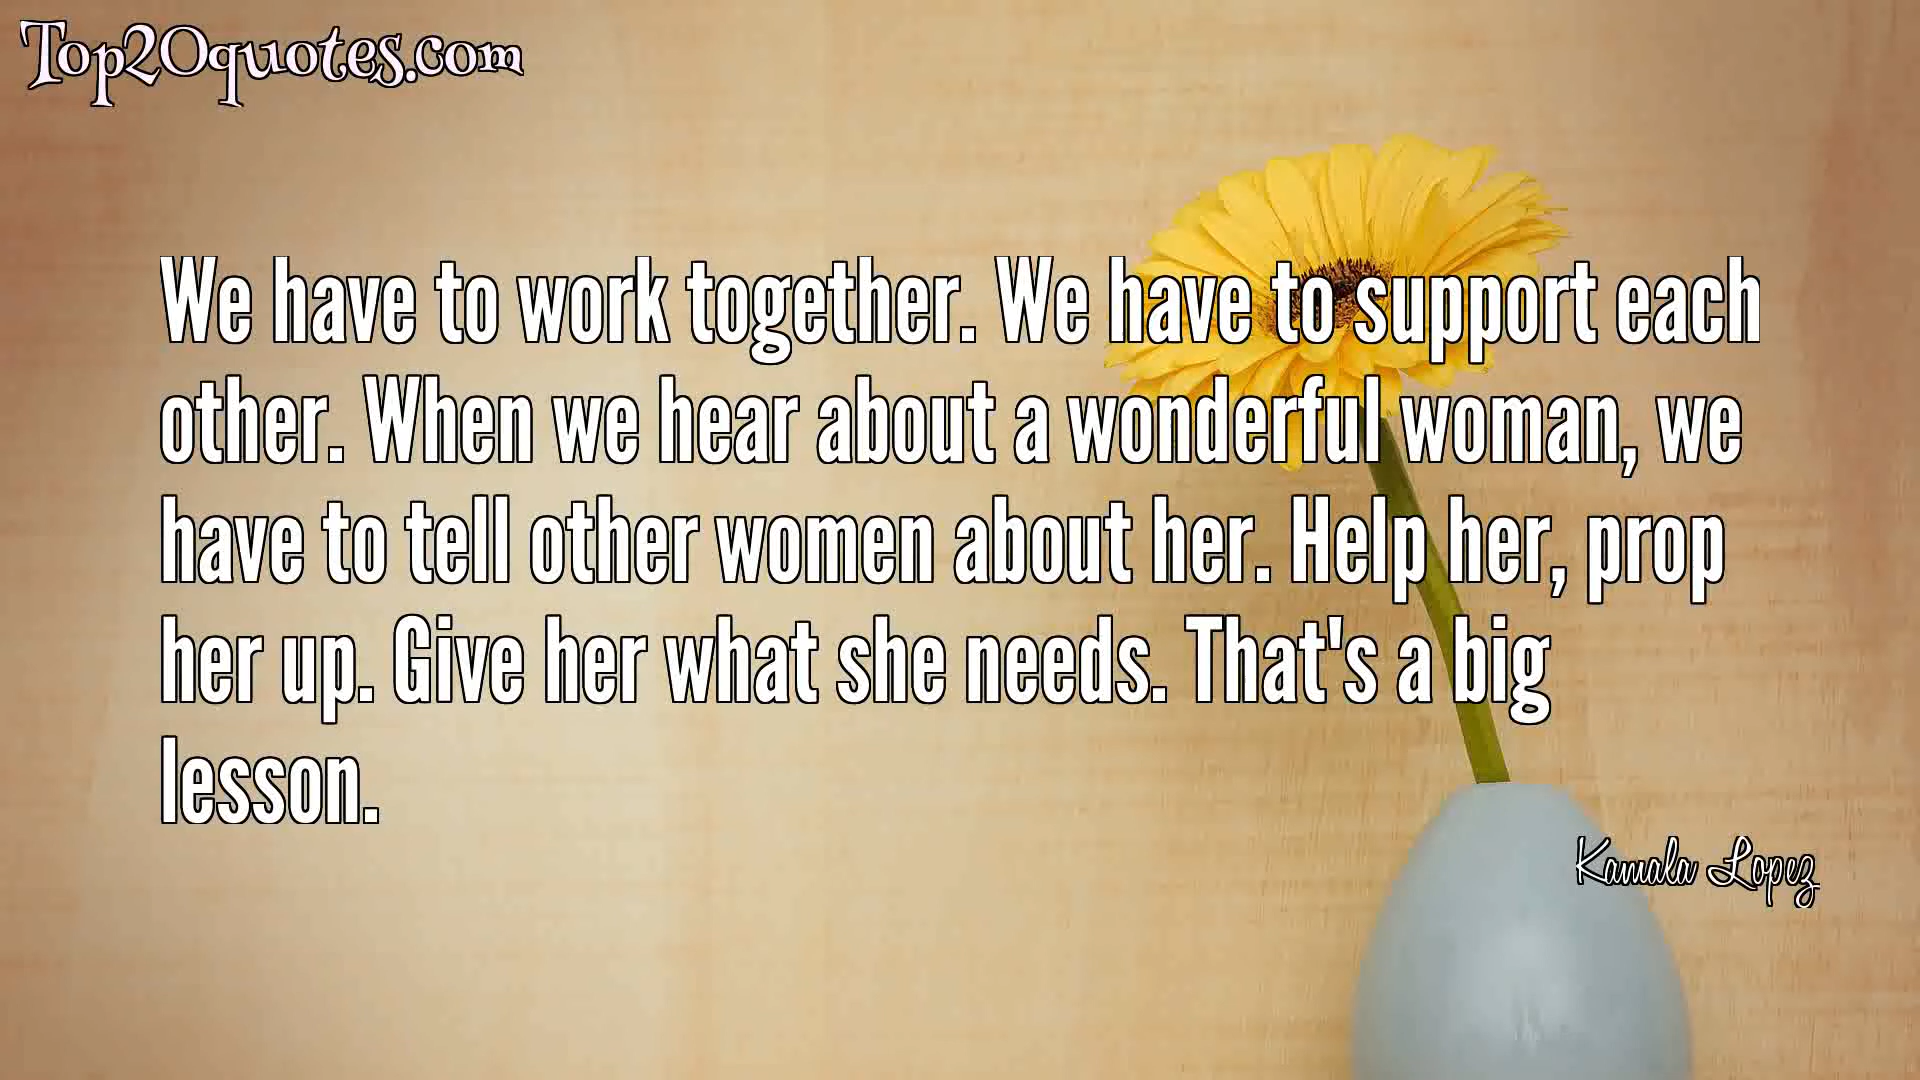 Top20quotes.com
We have to work together. We have to support each
other. When we hear about a wonderful woman, we
have to tell other women about her. Help her, prop
her up. Give her what she needs. That's a big
lesson.
Kamala Lopez